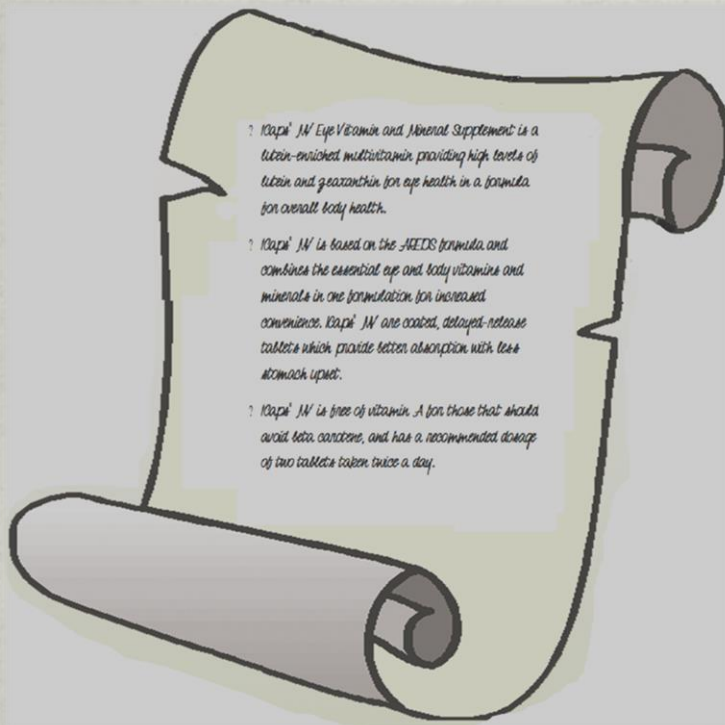 ? ICaps® MV Eye Vitamin and Mineral Supplement is a
lutein-enriched multivitamin providing high levels of
lutein and zeaxanthin for eye health in a formula
for overall body health.
? ICaps® MV is based on the AREDS formula and
combines the essential eye and body vitamins and
minerals in one formulation for increased
convenience. ICaps® MV are coated, delayed-release
tablets which provide better absorption with less
stomach upset.
? ICaps® MV is free of vitamin A for those that should
avoid beta carotene, and has a recommended dosage
of two tablets taken twice a day.